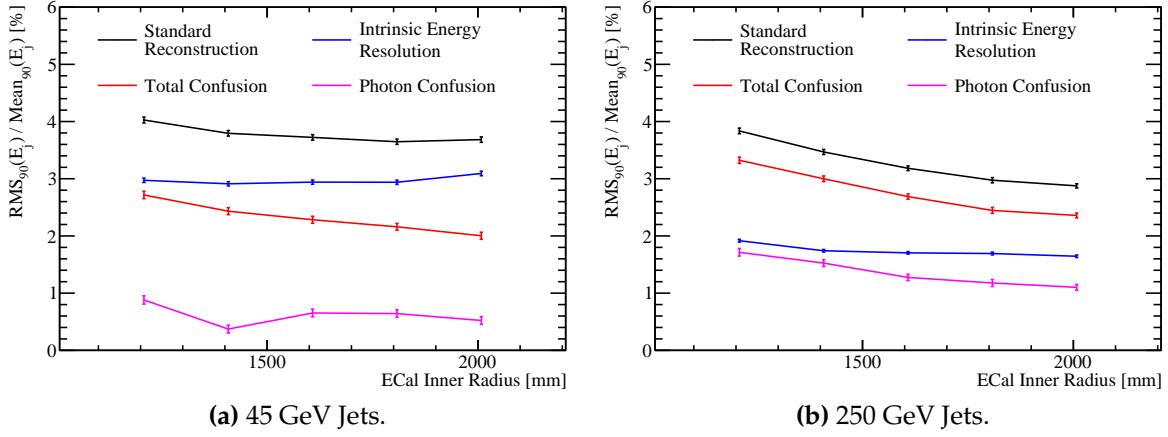 RMS₉₀(Eⱼ) / Mean₉₀(Eⱼ) [%]
6
5
4
3
2
1
0
Standard Reconstruction
Intrinsic Energy Resolution
Total Confusion
Photon Confusion
1500
2000
ECal Inner Radius [mm]
(a) 45 GeV Jets.
RMS₉₀(Eⱼ) / Mean₉₀(Eⱼ) [%]
6
5
4
3
2
1
0
Standard Reconstruction
Intrinsic Energy Resolution
Total Confusion
Photon Confusion
1500
2000
ECal Inner Radius [mm]
(b) 250 GeV Jets.